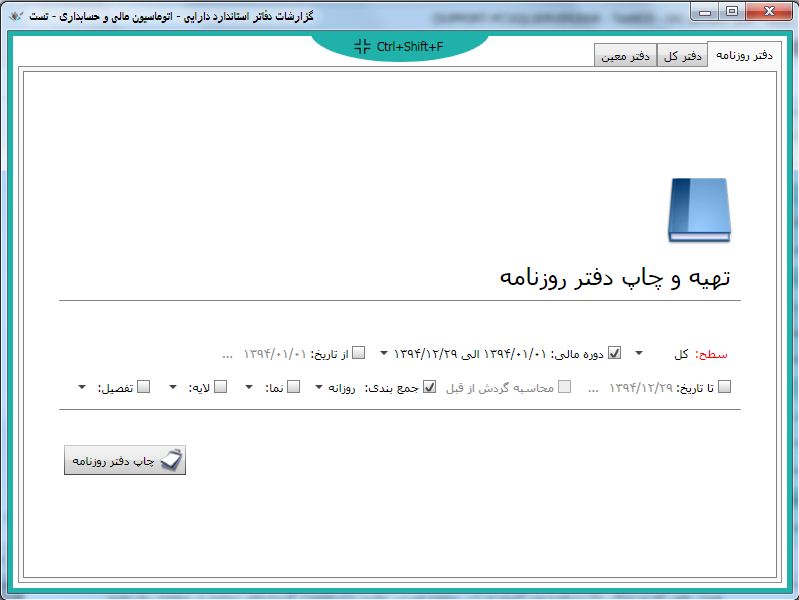 گزارشات دفاتر استاندارد دارایی - اتوماسیون مالی و حسابداری - تست
Ctrl+Shift+F
دفتر روزنامه دفتر کل دفتر معین
تهیه و چاپ دفتر روزنامه
سطح: کل دوره مالی: ۱۳۹۴/۰۱/۰۱ الی ۱۳۹۴/۱۲/۲۹ از تاریخ: ۱۳۹۴/۰۱/۰۱ ...
تا تاریخ: ۱۳۹۴/۱۲/۲۹ ... محاسبه گردش از قبل جمع بندی: روزانه نما: لایه: تفصیل:
چاپ دفتر روزنامه